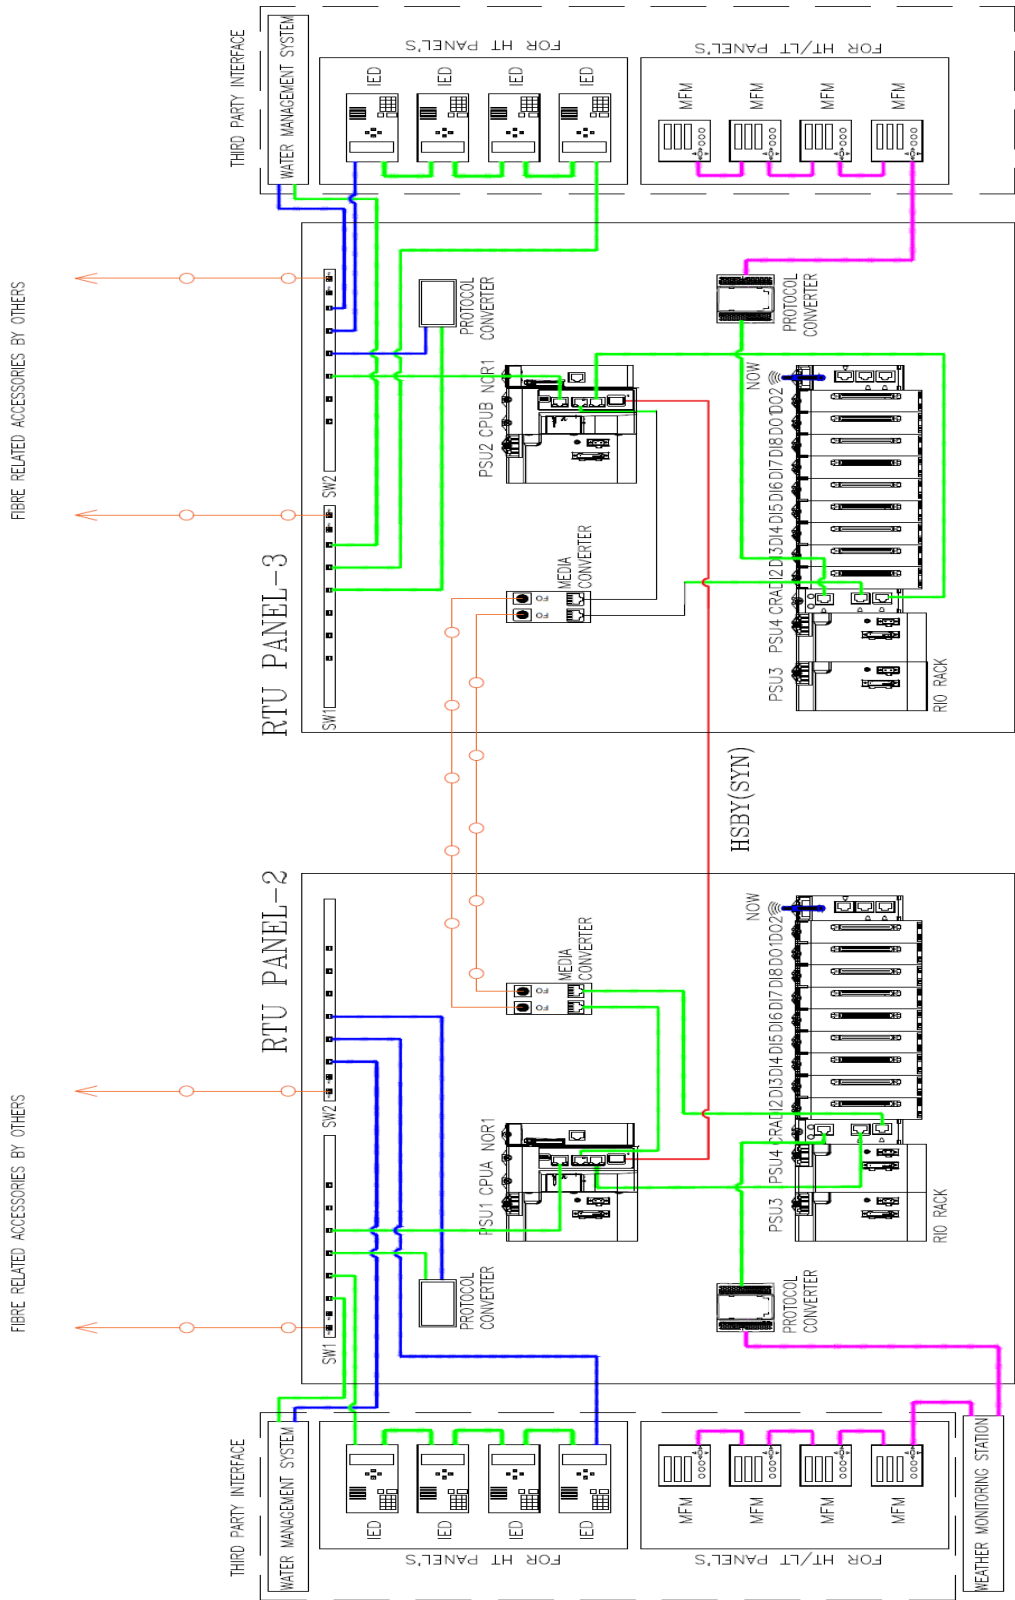 FIBRE RELATED ACCESSORIES BY OTHERS
FIBRE RELATED ACCESSORIES BY OTHERS
THIRD PARTY INTERFACE
WATER MANAGEMENT SYSTEM
FOR HT PANEL'S
IED
IED
IED
IED
FOR HT/LT PANEL'S
MFM
MFM
MFM
MFM
WEATHER MONITORING STATION
RTU PANEL-2
SW1
SW2
PROTOCOL
CONVERTER
PSU1 CPUA NOR1
MEDIA
CONVERTER
FO
FO
PROTOCOL
CONVERTER
PSU3 PSU4 CRA DI2 DI3 DI4 DI5 DI6 DI7 DI8 DO1 DO2
NOW
RIO RACK
HSBY(SYN)
RTU PANEL-3
SW1
SW2
MEDIA
CONVERTER
FO
FO
PSU2 CPUB NOR1
PROTOCOL
CONVERTER
PSU3 PSU4 CRA DI2 DI3 DI4 DI5 DI6 DI7 DI8 DO1 DO2
NOW
RIO RACK
PROTOCOL
CONVERTER
THIRD PARTY INTERFACE
WATER MANAGEMENT SYSTEM
FOR HT PANEL'S
IED
IED
IED
IED
FOR HT/LT PANEL'S
MFM
MFM
MFM
MFM